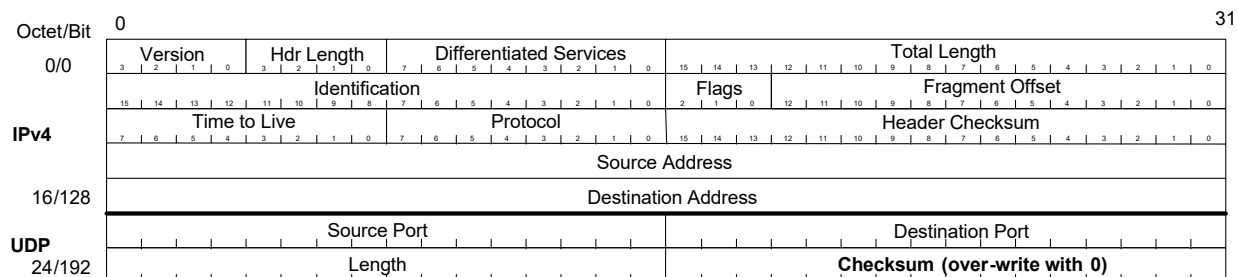 Octet/Bit 0 31
Version Hdr Length Differentiated Services Total Length
0/0 3 2 1 0 3 2 1 0 7 6 5 4 3 2 1 0 15 14 13 12 11 10 9 8 7 6 5 4 3 2 1 0
Identification Flags Fragment Offset
15 14 13 12 11 10 9 8 7 6 5 4 3 2 1 0 2 1 0 12 11 10 9 8 7 6 5 4 3 2 1 0
Time to Live Protocol Header Checksum
IPv4 7 6 5 4 3 2 1 0 7 6 5 4 3 2 1 0 15 14 13 12 11 10 9 8 7 6 5 4 3 2 1 0
Source Address
16/128 Destination Address
UDP Source Port Destination Port
24/192 Length Checksum (over-write with 0)